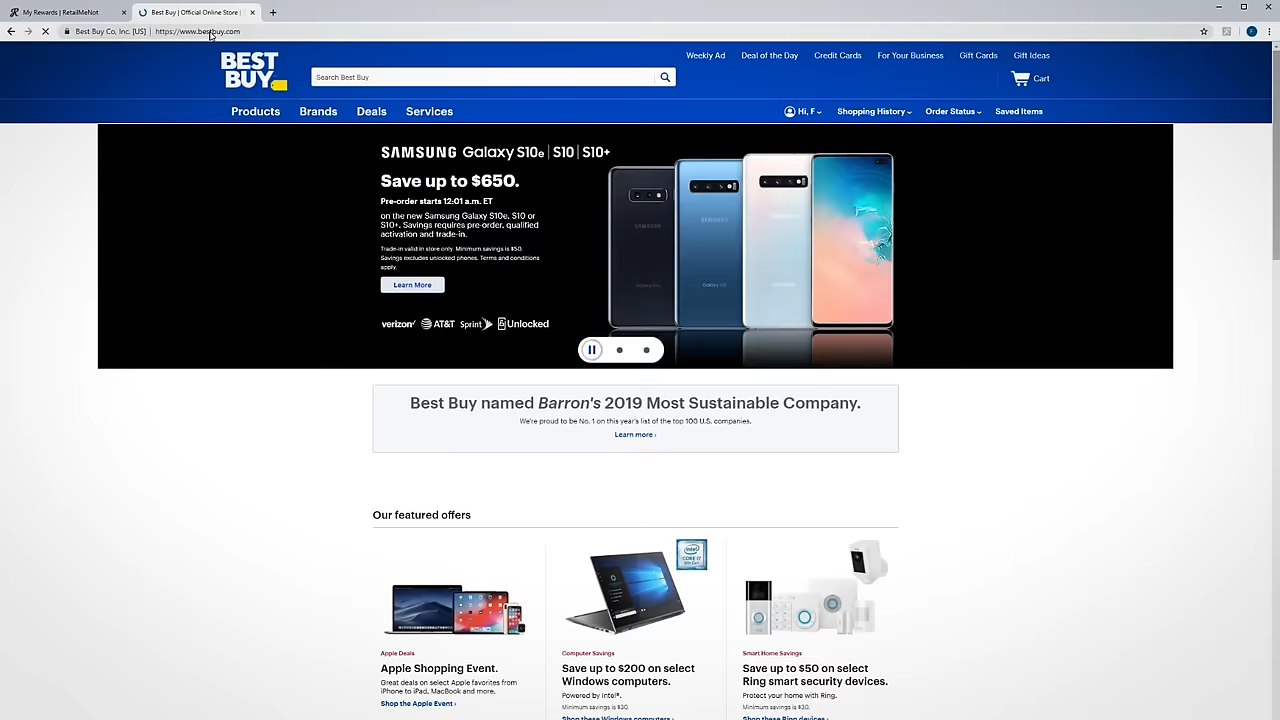 My Rewards | RetailMeNot
Best Buy | Official Online Store |
Best Buy Co, Inc. [US] | https://www.bestbuy.com
F
BEST BUY
Weekly Ad
Deal of the Day
Credit Cards
For Your Business
Gift Cards
Gift Ideas
Search Best Buy
Cart
Products
Brands
Deals
Services
Hi, F
Shopping History
Order Status
Saved Items
SAMSUNG Galaxy S10e | S10 | S10+
Save up to $650.
Pre-order starts 12:01 a.m. ET
on the new Samsung Galaxy S10e, S10 or
S10+. Savings requires pre-order, qualified
activation and trade-in.
Trade-in valid in store only. Minimum savings is $50.
Savings excludes unlocked phones. Terms and conditions
apply.
Learn More
verizon AT&T Sprint Unlocked
Best Buy named Barron's 2019 Most Sustainable Company.
We're proud to be No. 1 on this year's list of the top 100 U.S. companies.
Learn more ›
Our featured offers
Apple Deals
Apple Shopping Event.
Great deals on select Apple favorites from
iPhone to iPad, MacBook and more.
Shop the Apple Event ›
Computer Savings
Save up to $200 on select
Windows computers.
Powered by Intel®.
Minimum savings is $30.
Shop these Windows computers ›
Smart Home Savings
Save up to $50 on select
Ring smart security devices.
Protect your home with Ring.
Minimum savings is $30.
Shop these Ring devices ›